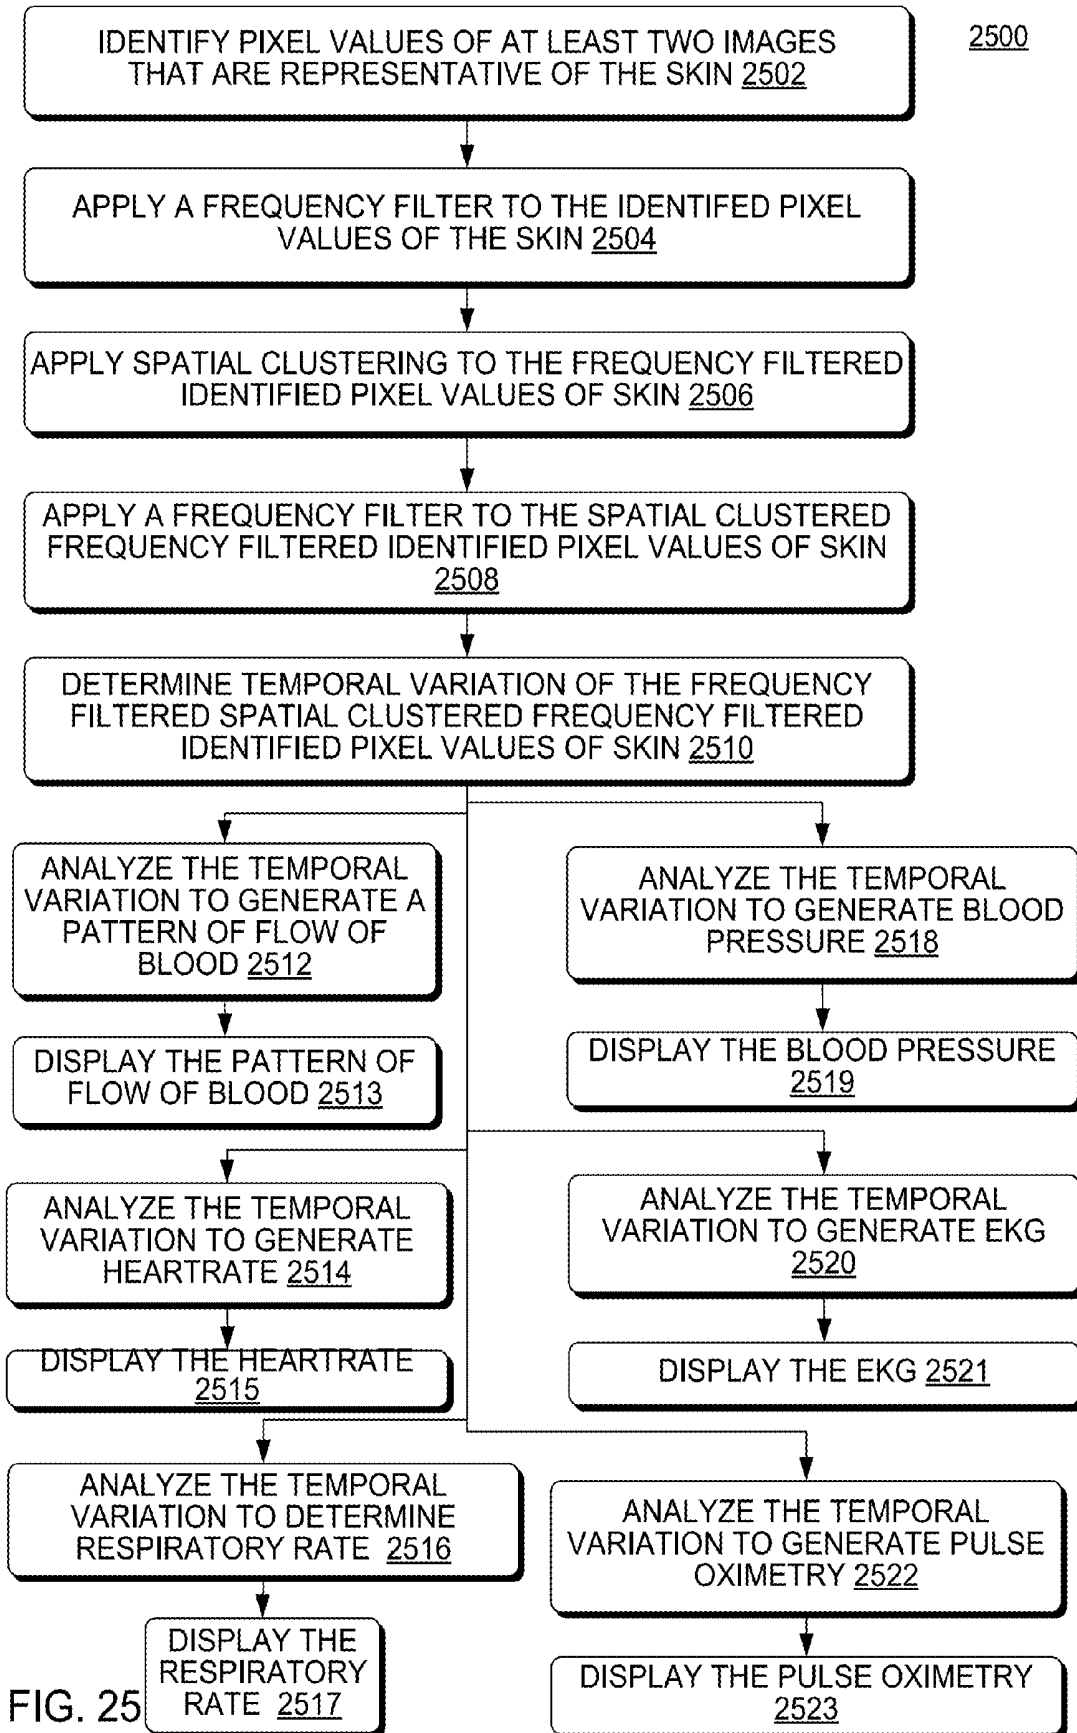 2500
IDENTIFY PIXEL VALUES OF AT LEAST TWO IMAGES
THAT ARE REPRESENTATIVE OF THE SKIN 2502
APPLY A FREQUENCY FILTER TO THE IDENTIFED PIXEL
VALUES OF THE SKIN 2504
APPLY SPATIAL CLUSTERING TO THE FREQUENCY FILTERED
IDENTIFIED PIXEL VALUES OF SKIN 2506
APPLY A FREQUENCY FILTER TO THE SPATIAL CLUSTERED
FREQUENCY FILTERED IDENTIFIED PIXEL VALUES OF SKIN
2508
DETERMINE TEMPORAL VARIATION OF THE FREQUENCY
FILTERED SPATIAL CLUSTERED FREQUENCY FILTERED
IDENTIFIED PIXEL VALUES OF SKIN 2510
ANALYZE THE TEMPORAL
VARIATION TO GENERATE A
PATTERN OF FLOW OF
BLOOD 2512
DISPLAY THE PATTERN OF
FLOW OF BLOOD 2513
ANALYZE THE TEMPORAL
VARIATION TO GENERATE BLOOD
PRESSURE 2518
DISPLAY THE BLOOD PRESSURE
2519
ANALYZE THE TEMPORAL
VARIATION TO GENERATE
HEARTRATE 2514
DISPLAY THE HEARTRATE
2515
ANALYZE THE TEMPORAL
VARIATION TO GENERATE EKG
2520
DISPLAY THE EKG 2521
ANALYZE THE TEMPORAL
VARIATION TO DETERMINE
RESPIRATORY RATE 2516
DISPLAY THE
RESPIRATORY
RATE 2517
ANALYZE THE TEMPORAL
VARIATION TO GENERATE PULSE
OXIMETRY 2522
DISPLAY THE PULSE OXIMETRY
2523
FIG. 25